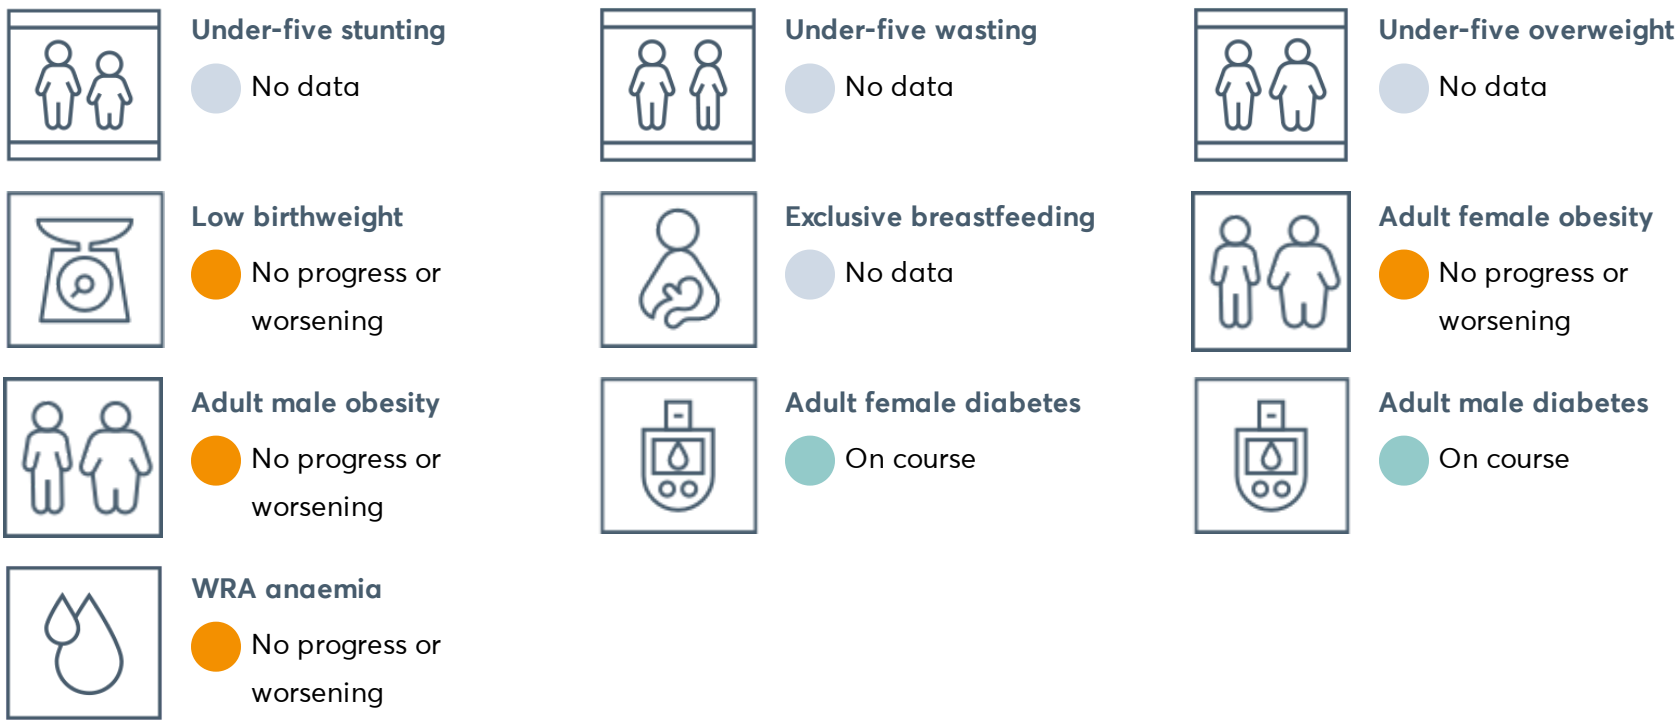 Under-five stunting
No data
Under-five wasting
No data
Under-five overweight
No data
Low birthweight
No progress or
worsening
Exclusive breastfeeding
No data
Adult female obesity
No progress or
worsening
Adult male obesity
No progress or
worsening
Adult female diabetes
On course
Adult male diabetes
On course
WRA anaemia
No progress or
worsening